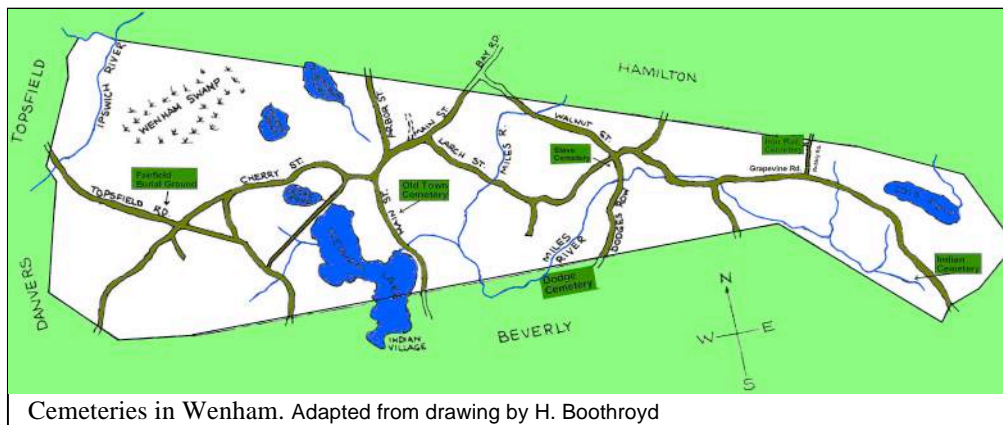 TOPSFIELD
IPSWICH RIVER
WENHAM SWAMP
ARBOR ST.
MAIN ST.
BAY RD.
HAMILTON
WALNUT ST.
MILES R.
LARCH ST.
Cemetery
Cemetery
Grapevine Rd.
Fairfield
Burial Ground
CHERRY ST.
TOPSFIELD
RD.
Old Town
Cemetery
MAIN ST.
DODGES ROW
MILES
RIVER
Dodge
Cemetery
Indian
Cemetery
DANVERS
INDIAN
VILLAGE
BEVERLY
N
W
E
S
Cemeteries in Wenham. Adapted from drawing by H. Boothroyd